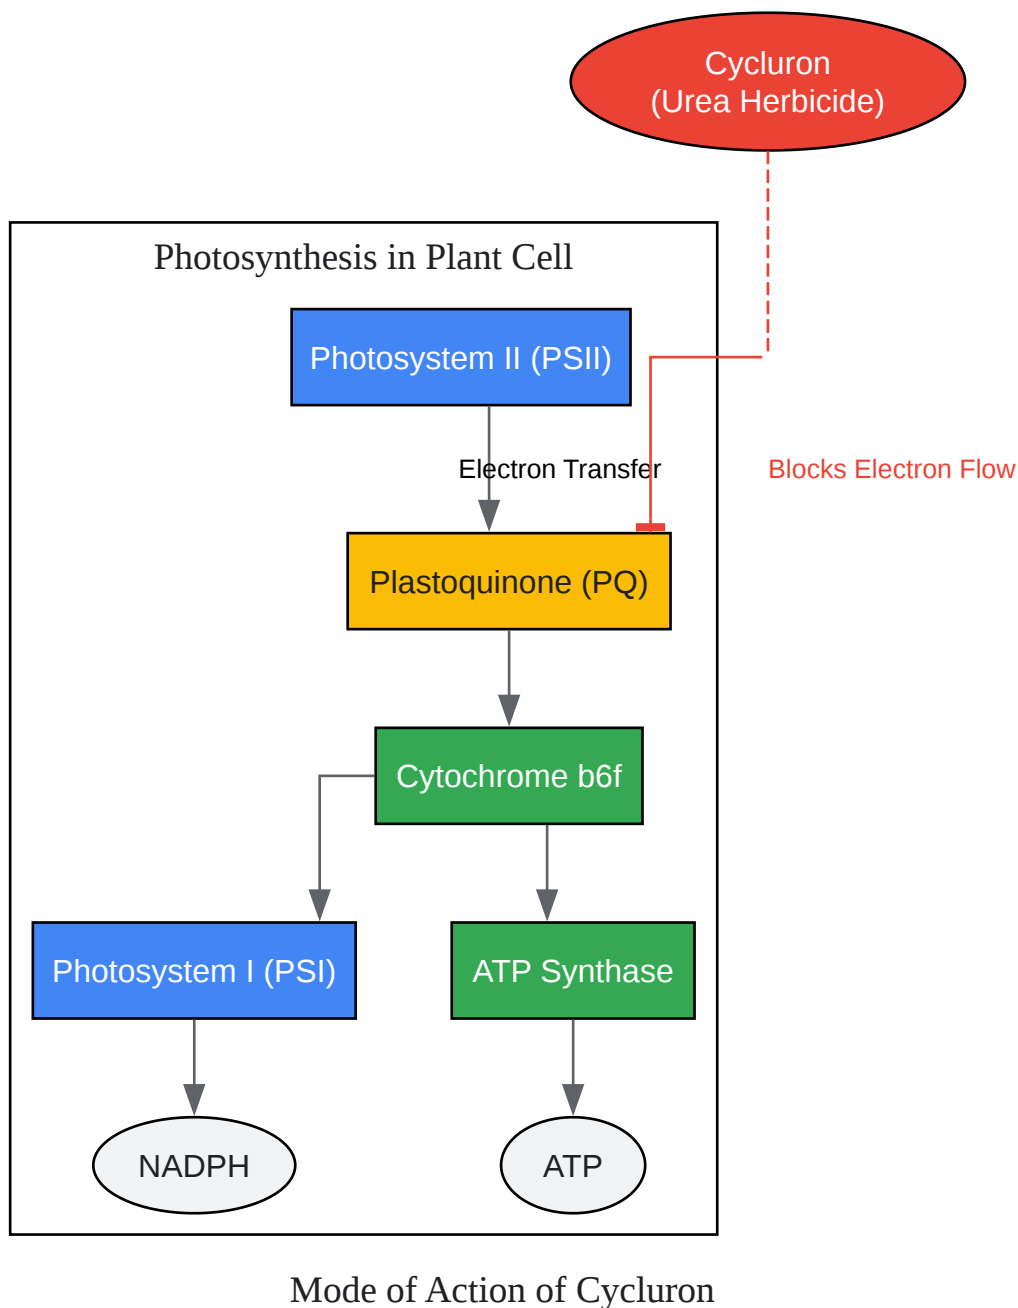 Cycluron
(Urea Herbicide)
Photosynthesis in Plant Cell
Photosystem II (PSII)
Electron Transfer
Blocks Electron Flow
Plastoquinone (PQ)
Cytochrome b6f
Photosystem I (PSI)
ATP Synthase
NADPH
ATP
Mode of Action of Cycluron